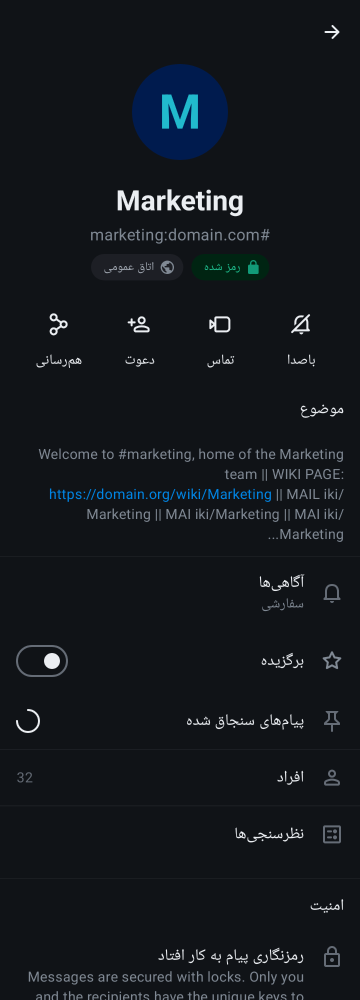 M
Marketing
marketing:domain.com#
رمز شده
اتاق عمومی
باصدا
تماس
دعوت
هم‌رسانی
موضوع
Welcome to #marketing, home of the Marketing
team || WIKI PAGE:
https://domain.org/wiki/Marketing || MAIL iki/
Marketing || MAI iki/Marketing || MAI iki/
...Marketing
آگاهی‌ها
سفارشی
برگزیده
پیام‌های سنجاق شده
افراد
32
نظرسنجی‌ها
امنیت
رمزنگاری پیام به کار افتاد
Messages are secured with locks. Only you
and the recipients have the unique keys to